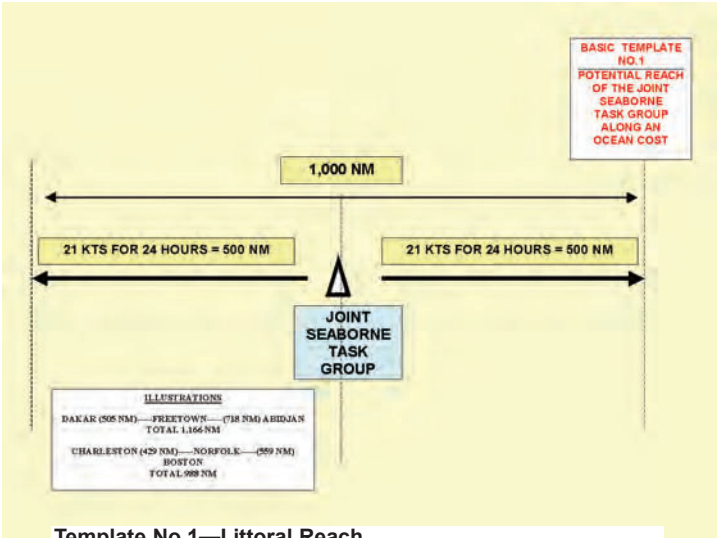 BASIC TEMPLATE
NO.1
POTENTIAL REACH
OF THE JOINT
SEABORNE
TASK GROUP
ALONG AN
OCEAN COST
1,000 NM
21 KTS FOR 24 HOURS = 500 NM
21 KTS FOR 24 HOURS = 500 NM
JOINT
SEABORNE
TASK
GROUP
ILLUSTRATIONS
DAKAR (505 NM)-----FREETOWN-----(718 NM) ABIDJAN
TOTAL 1,166 NM
CHARLESTON (429 NM)-----NORFOLK-----(559 NM)
BOSTON
TOTAL 988 NM
Template No.1—Littoral Reach